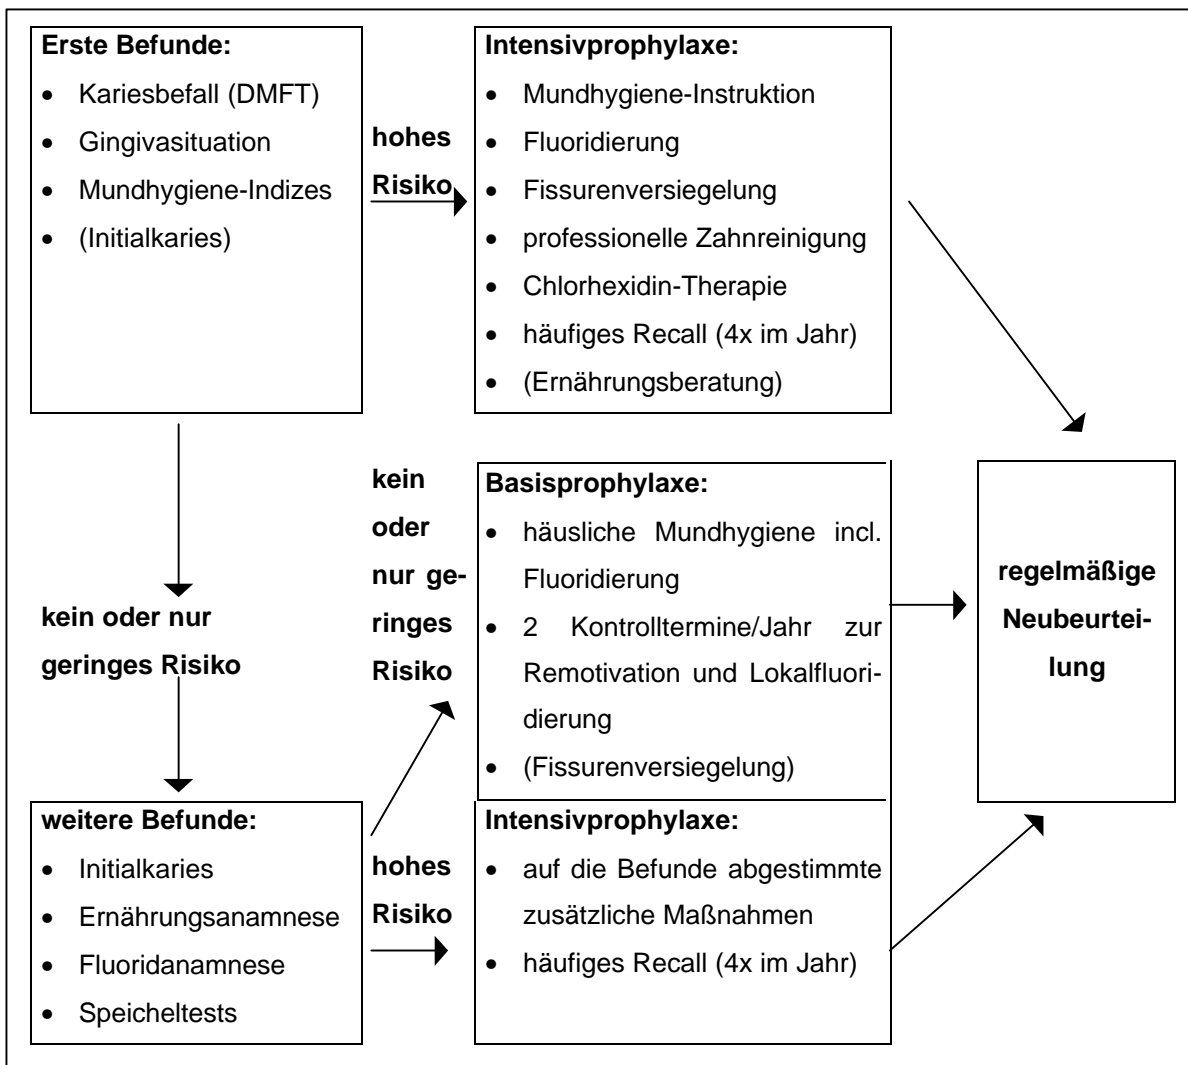 Erste Befunde:
• Kariesbefall (DMFT)
• Gingivasituation
• Mundhygiene-Indizes
• (Initialkaries)
hohes
Risiko
Intensivprophylaxe:
• Mundhygiene-Instruktion
• Fluoridierung
• Fissurenversiegelung
• professionelle Zahnreinigung
• Chlorhexidin-Therapie
• häufiges Recall (4x im Jahr)
• (Ernährungsberatung)
kein oder nur
geringes Risiko
weitere Befunde:
• Initialkaries
• Ernährungsanamnese
• Fluoridanamnese
• Speicheltests
kein
oder
nur ge-
ringes
Risiko
Basisprophylaxe:
• häusliche Mundhygiene incl.
Fluoridierung
• 2 Kontrolltermine/Jahr zur
Remotivation und Lokalfluori-
dierung
• (Fissurenversiegelung)
hohes
Risiko
Intensivprophylaxe:
• auf die Befunde abgestimmte
zusätzliche Maßnahmen
• häufiges Recall (4x im Jahr)
regelmäßige
Neubeurtei-
lung